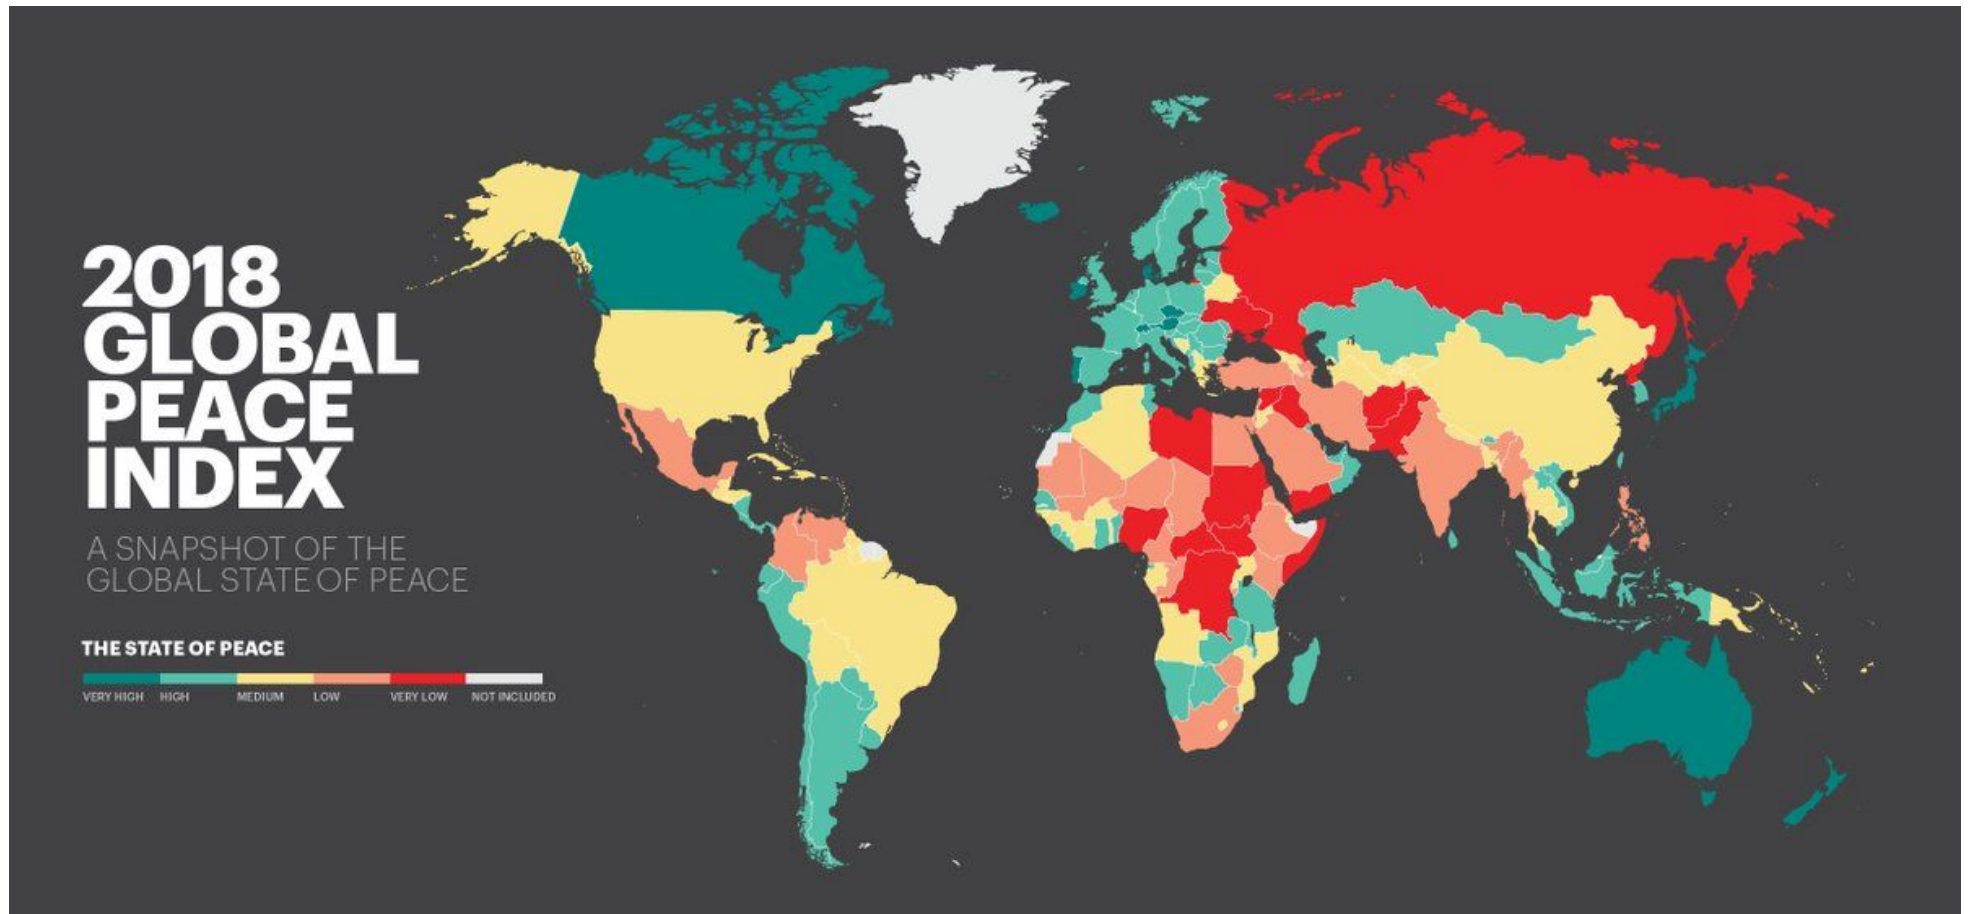 2018
GLOBAL
PEACE
INDEX
A SNAPSHOT OF THE
GLOBAL STATE OF PEACE
THE STATE OF PEACE
VERY HIGH HIGH MEDIUM LOW VERY LOW NOT INCLUDED